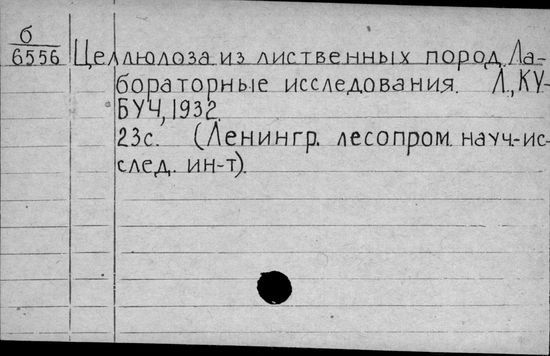 б
6556 Целлюлоза из лиственных пород. Ла-
бораторные исследования. Л., КУ-
БУЧ, 1932.
23с. (Ленингр. лесопром. науч.-ис-
след. ин-т).